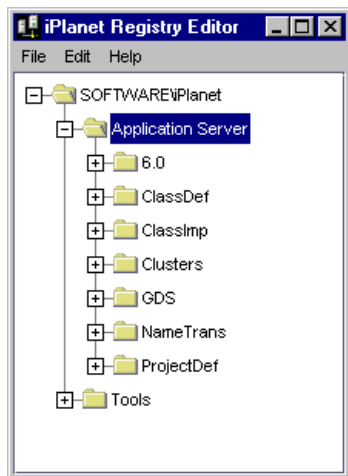 iPlanet Registry Editor
File Edit Help
SOFTWARE\iPlanet
Application Server
6.0
ClassDef
ClassImp
Clusters
GDS
NameTrans
ProjectDef
Tools